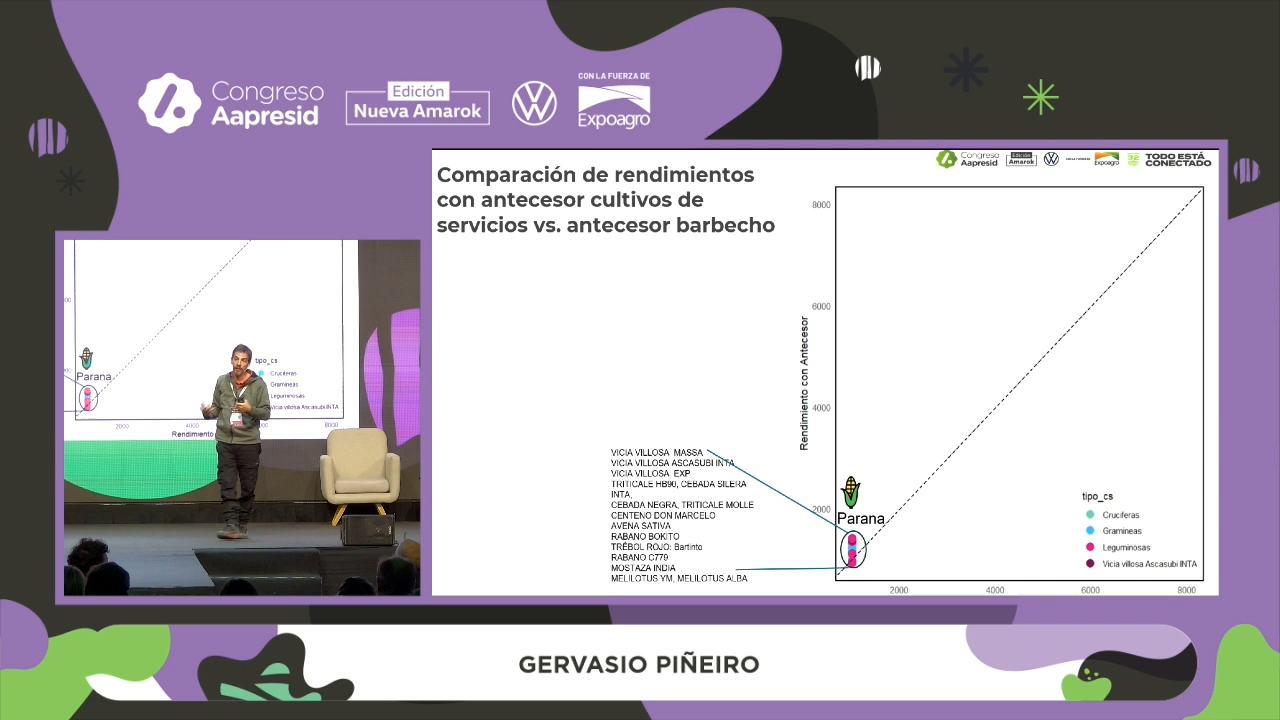 Congreso
Aapresid
Edición
Nueva Amarok
CON LA FUERZA DE
Expoagro
Congreso
Aapresid
Edición
Amarok
Expoagro
TODO ESTÁ
CONECTADO
Comparación de rendimientos
con antecesor cultivos de
servicios vs. antecesor barbecho
8000
6000
4000
2000
Rendimiento con Antecesor
VICIA VILLOSA MASSA
VICIA VILLOSA ASCASUBI INTA
VICIA VILLOSA EXP
TRITICALE HB90, CEBADA SILERA
INTA,
CEBADA NEGRA, TRITICALE MOLLE
CENTENO DON MARCELO
AVENA SATIVA
RABANO BOKITO
TRÉBOL ROJO: Bartinto
RABANO C779
MOSTAZA INDIA
MELILOTUS YM, MELILOTUS ALBA
Parana
tipo_cs
Cruciferas
Gramineas
Leguminosas
Vicia villosa Ascasubi INTA
2000
4000
6000
8000
Parana
tipo_cs
Cruciferas
Gramineas
Leguminosas
Vicia villosa Ascasubi INTA
2000
4000
8000
Rendimiento
GERVASIO PIÑEIRO